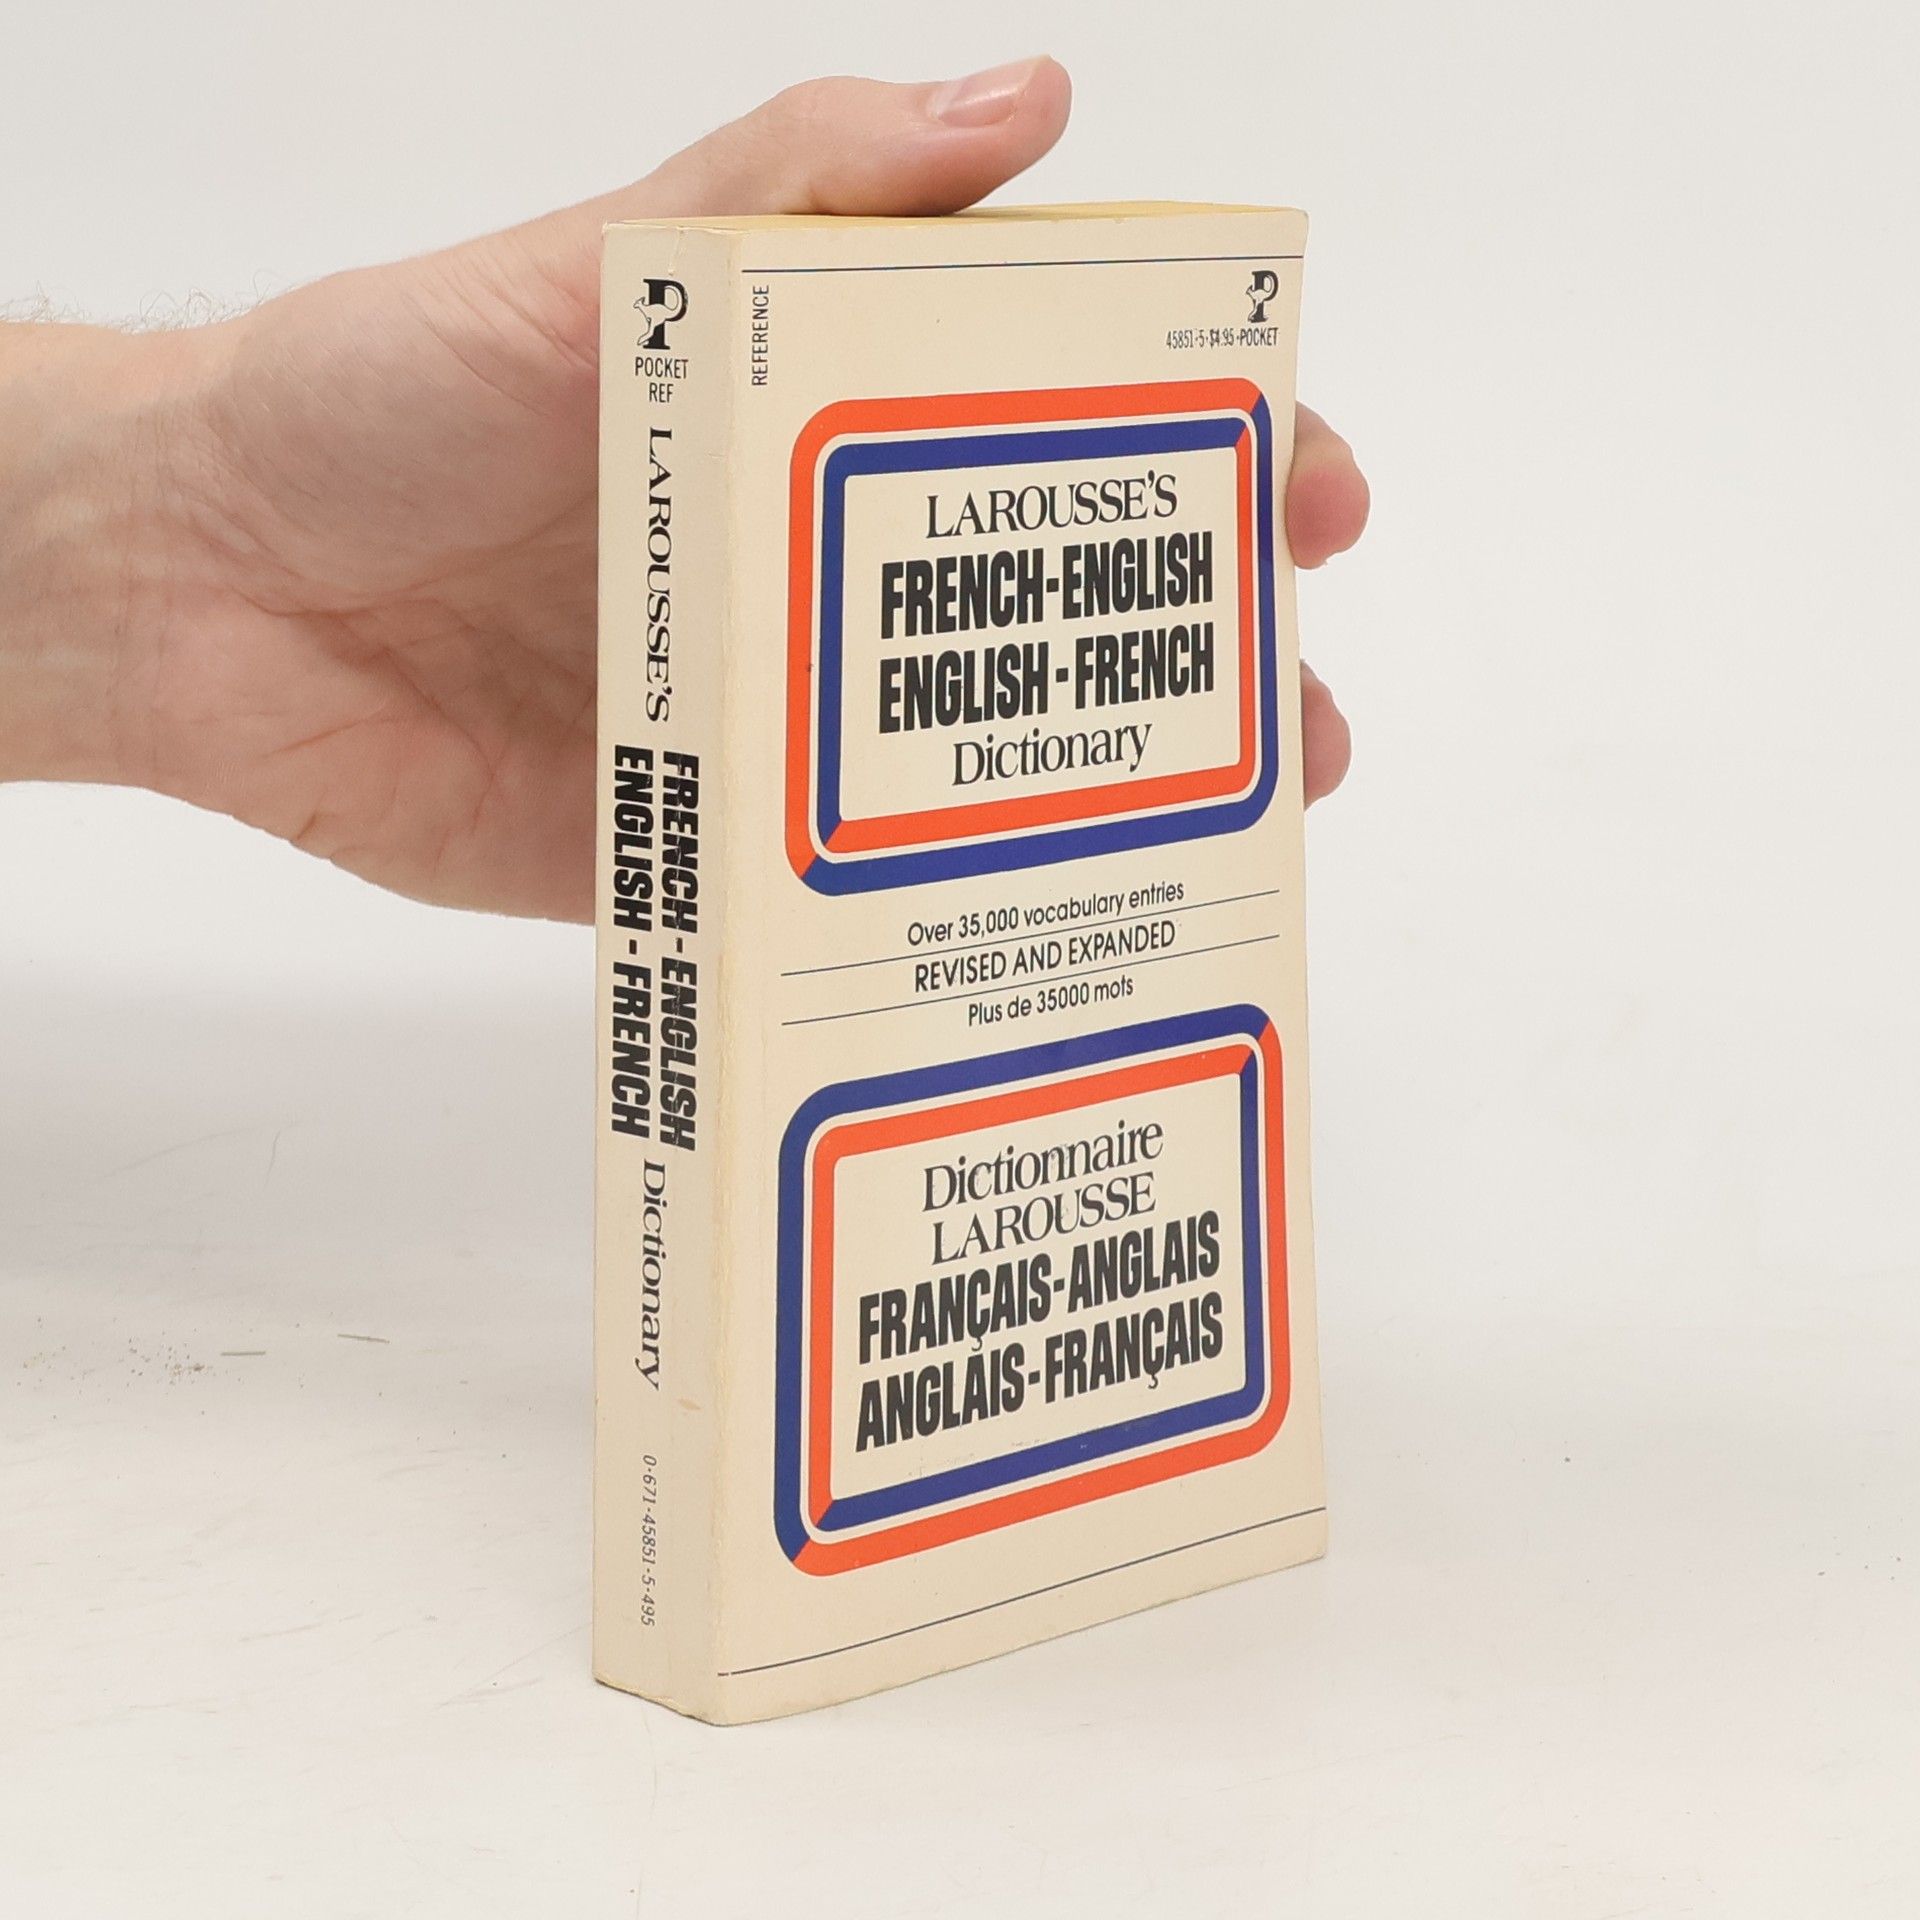 P
POCKET
REF
LAROUSSE'S
FRENCH-ENGLISH
ENGLISH-FRENCH
Dictionary
0-671-45851-5-495
REFERENCE
P
45851-5•$4.95•POCKET
LAROUSSE'S
FRENCH-ENGLISH
ENGLISH-FRENCH
Dictionary
Over 35,000 vocabulary entries
REVISED AND EXPANDED
Plus de 35000 mots
Dictionnaire
LAROUSSE
FRANÇAIS-ANGLAIS
ANGLAIS-FRANÇAIS